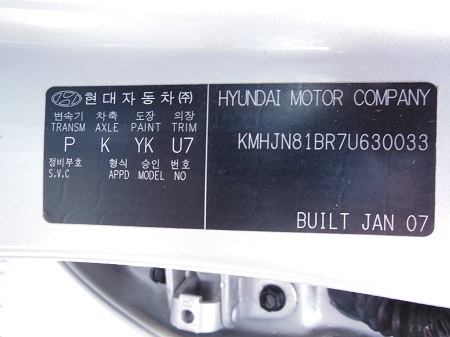 현대자동차(주)
변속기 차축 도장 의장
TRANSM AXLE PAINT TRIM
P K YK U7
정비부호 형식 승인 번호
S.V.C APPD MODEL NO
HYUNDAI MOTOR COMPANY
KMHJN81BR7U630033
BUILT JAN 07